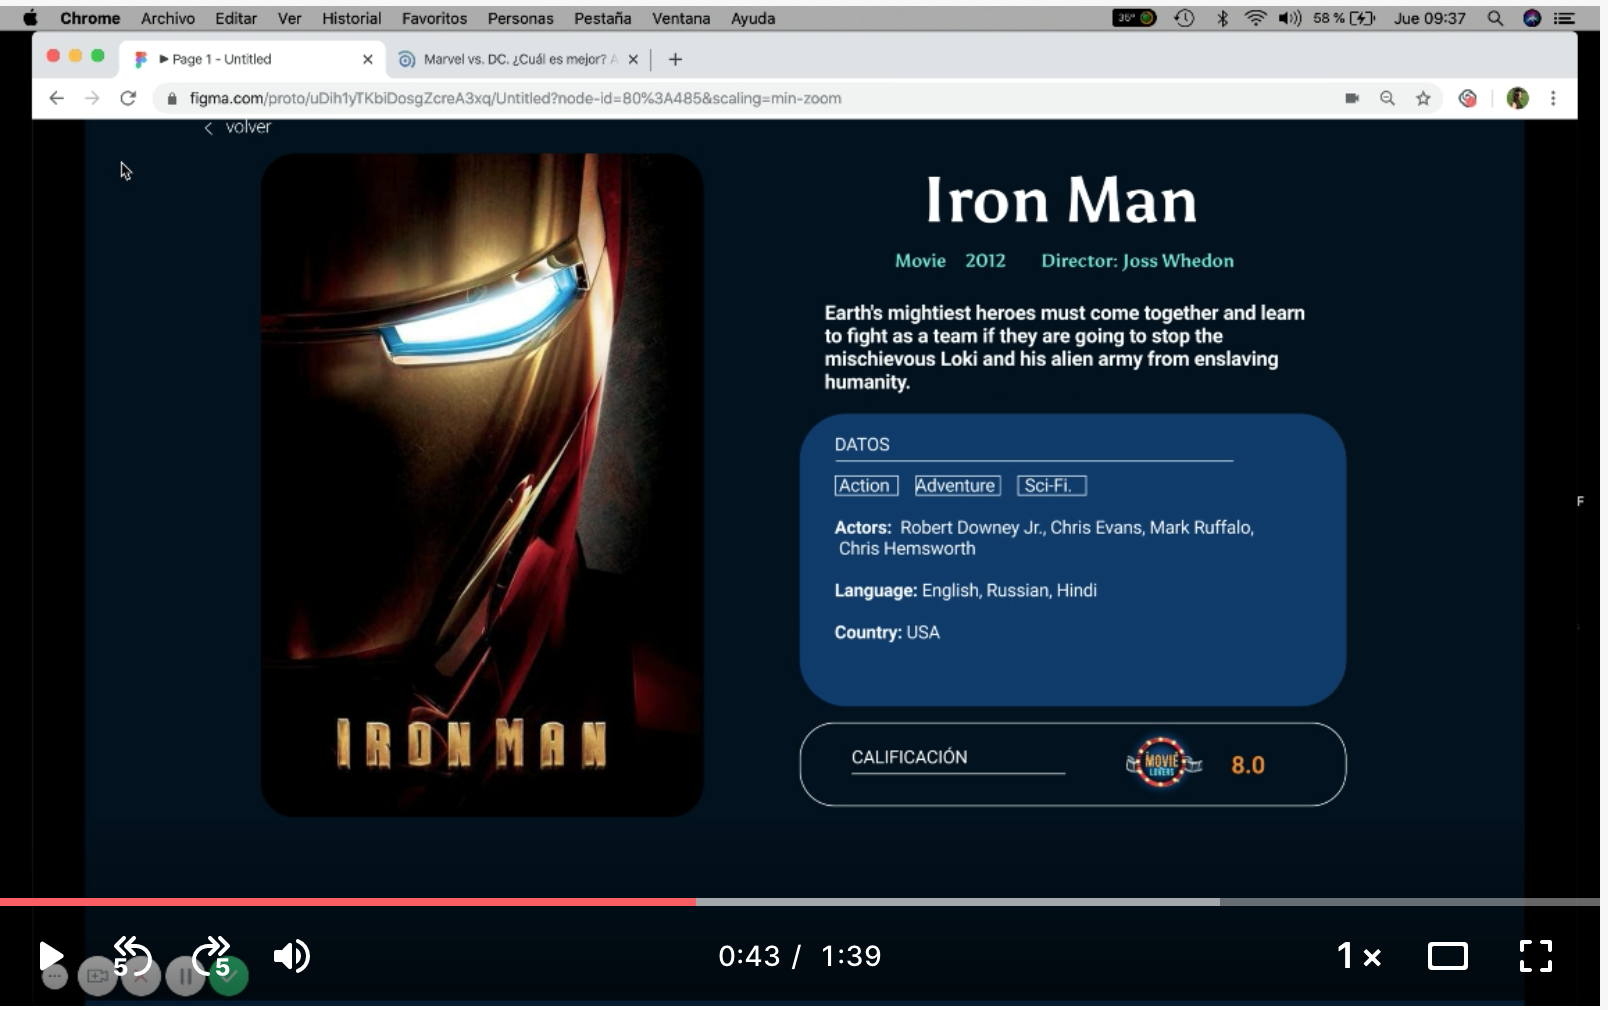 Chrome Archivo Editar Ver Historial Favoritos Personas Pestaña Ventana Ayuda 36° 58 % Jue 09:37
Page 1 - Untitled Marvel vs. DC. ¿Cuál es mejor? A
figma.com/proto/uDih1yTKbiDosgZcreA3xq/Untitled?node-id=80%3A485&scaling=min-zoom
volver
Iron Man
Movie 2012 Director: Joss Whedon
Earth's mightiest heroes must come together and learn
to fight as a team if they are going to stop the
mischievous Loki and his alien army from enslaving
humanity.
DATOS
Action Adventure Sci-Fi.
Actors: Robert Downey Jr., Chris Evans, Mark Ruffalo,
Chris Hemsworth
Language: English, Russian, Hindi
Country: USA
CALIFICACIÓN MOVIE LOVERS 8.0
IRON MAN
F
5 5 0:43 / 1:39 1 ×